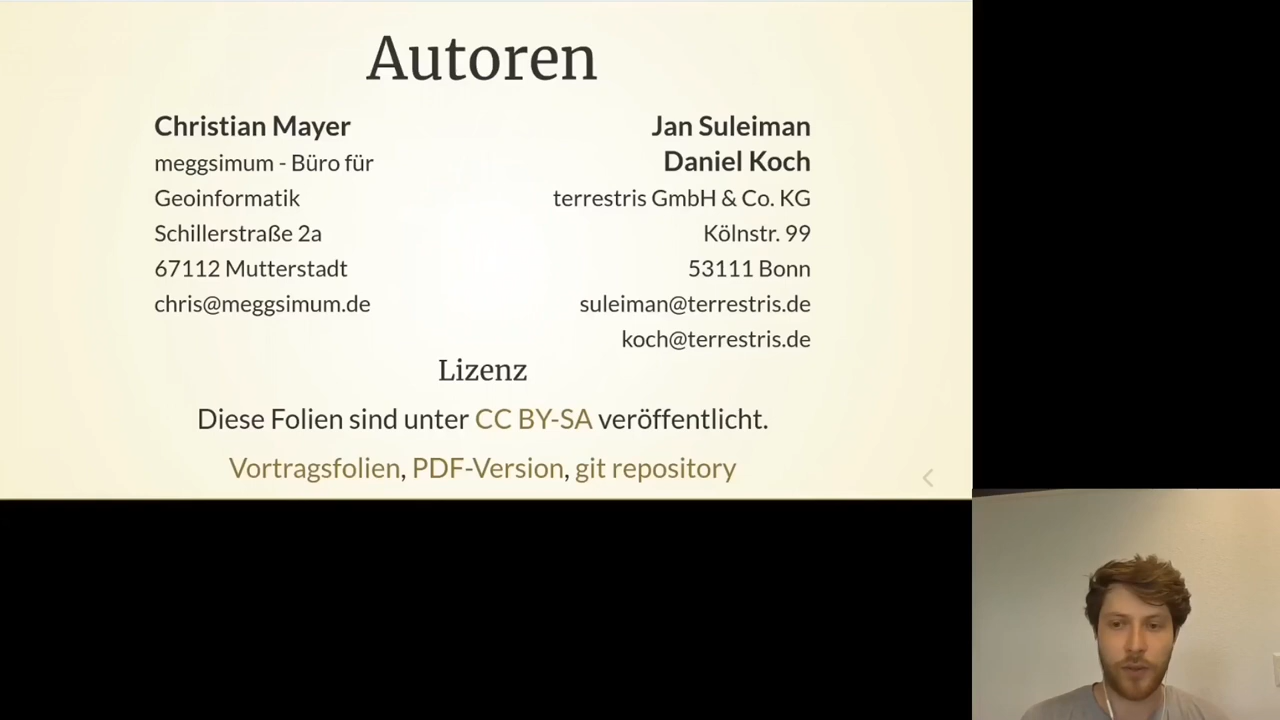 Autoren
Christian Mayer
meggsimum - Büro für
Geoinformatik
Schillerstraße 2a
67112 Mutterstadt
chris@meggsimum.de
Jan Suleiman
Daniel Koch
terrestris GmbH & Co. KG
Kölnstr. 99
53111 Bonn
suleiman@terrestris.de
koch@terrestris.de
Lizenz
Diese Folien sind unter CC BY-SA veröffentlicht.
Vortragsfolien, PDF-Version, git repository